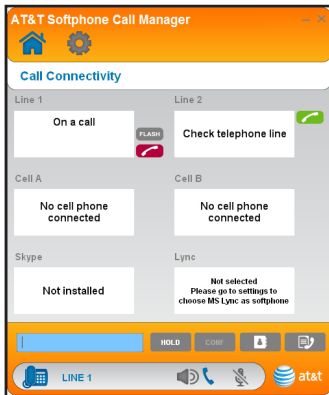 AT&T Softphone Call Manager
Call Connectivity
Line 1
Line 2
On a call
FLASH
Check telephone line
Cell A
Cell B
No cell phone
connected
No cell phone
connected
Skype
Lync
Not installed
Not selected
Please go to settings to
choose MS Lync as softphone
HOLD
CONF
LINE 1
at&t